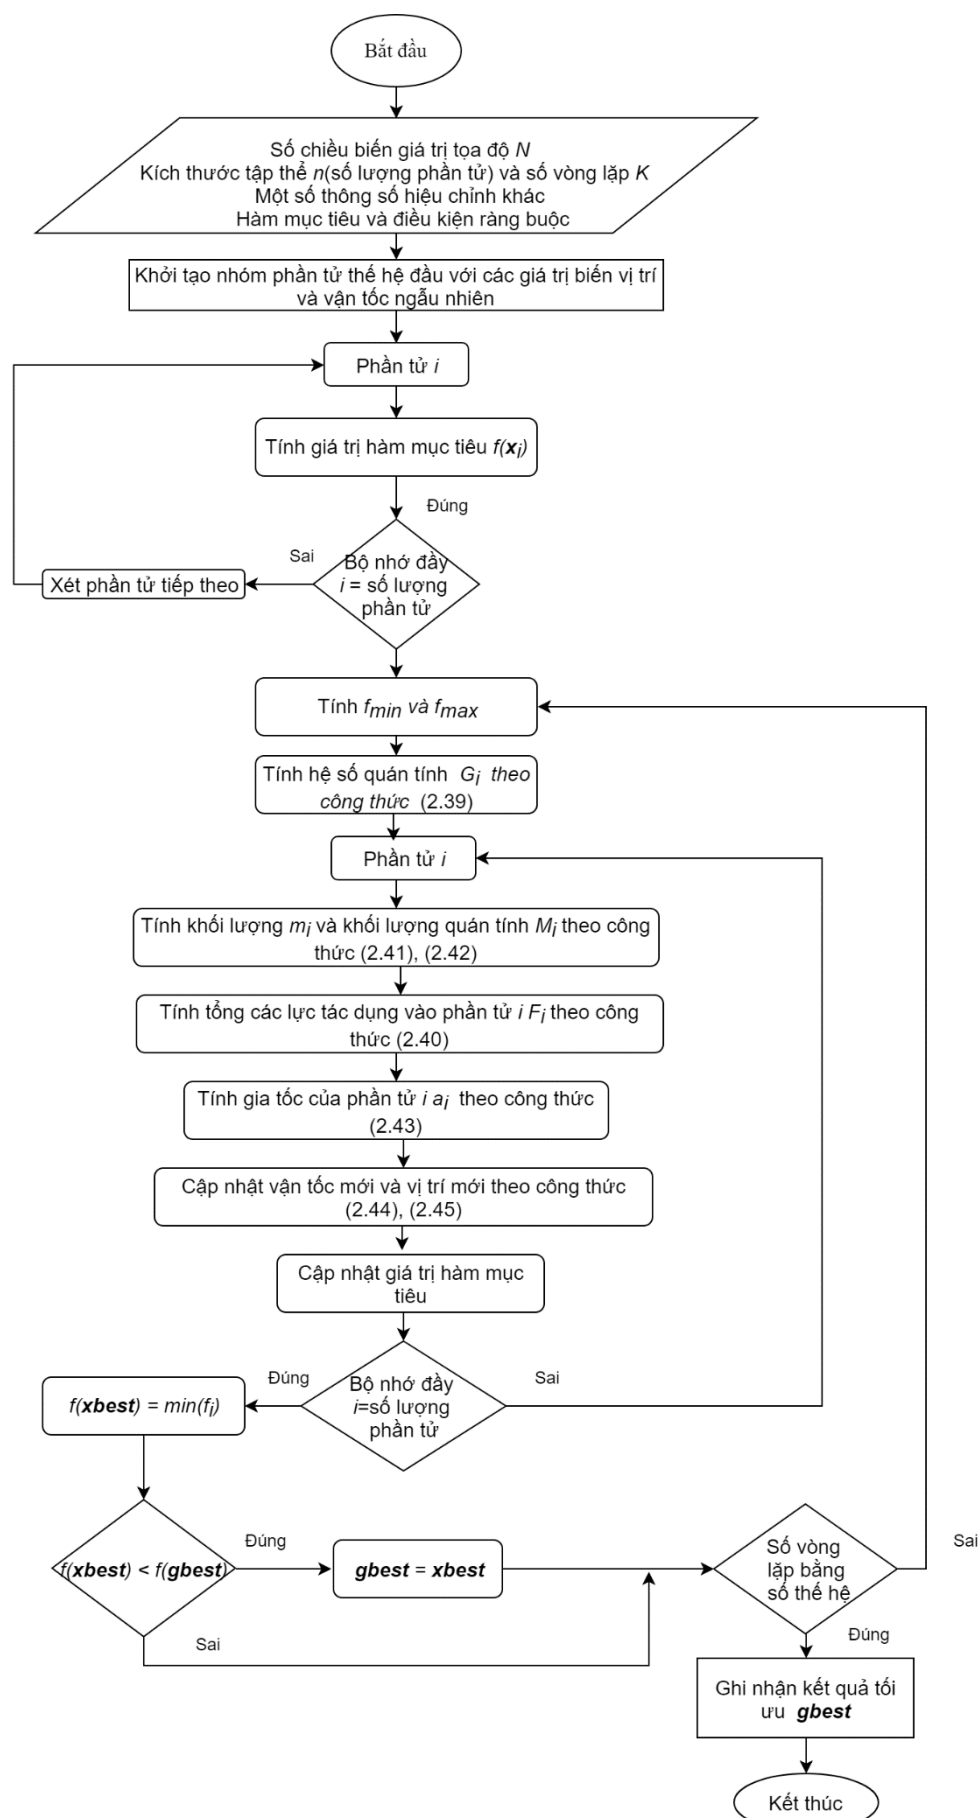 Bắt đầu
Số chiều biến giá trị tọa độ N
Kích thước tập thể n(số lượng phần tử) và số vòng lặp K
Một số thông số hiệu chỉnh khác
Hàm mục tiêu và điều kiện ràng buộc
Khởi tạo nhóm phần tử thế hệ đầu với các giá trị biến vị trí
và vận tốc ngẫu nhiên
Phần tử i
Tính giá trị hàm mục tiêu f(xi)
Đúng
Sai
Bộ nhớ đầy
i = số lượng
phần tử
Xét phần tử tiếp theo
Tính fmin và fmax
Tính hệ số quán tính Gi theo
công thức (2.39)
Phần tử i
Tính khối lượng mi và khối lượng quán tính Mi theo công
thức (2.41), (2.42)
Tính tổng các lực tác dụng vào phần tử i Fi theo công
thức (2.40)
Tính gia tốc của phần tử i ai theo công thức
(2.43)
Cập nhật vận tốc mới và vị trí mới theo công thức
(2.44), (2.45)
Cập nhật giá trị hàm mục
tiêu
Đúng
Sai
Bộ nhớ đầy
i=số lượng
phần tử
f(xbest) = min(fi)
f(xbest) < f(gbest)
Đúng
gbest = xbest
Sai
Số vòng
lặp bằng
số thế hệ
Sai
Đúng
Ghi nhận kết quả tối
ưu gbest
Kết thúc